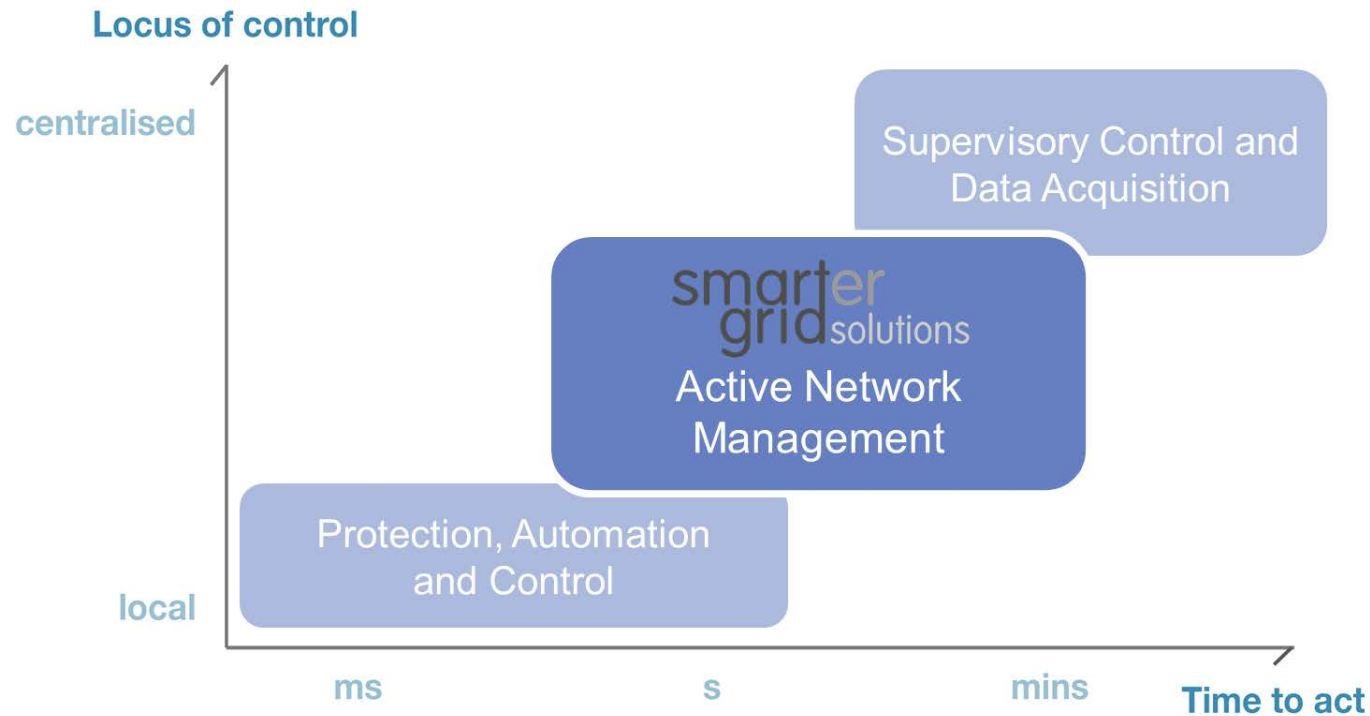 Locus of control
centralised
Supervisory Control and
Data Acquisition
smarter
grid solutions
Active Network
Management
Protection, Automation
and Control
local
ms
s
mins
Time to act